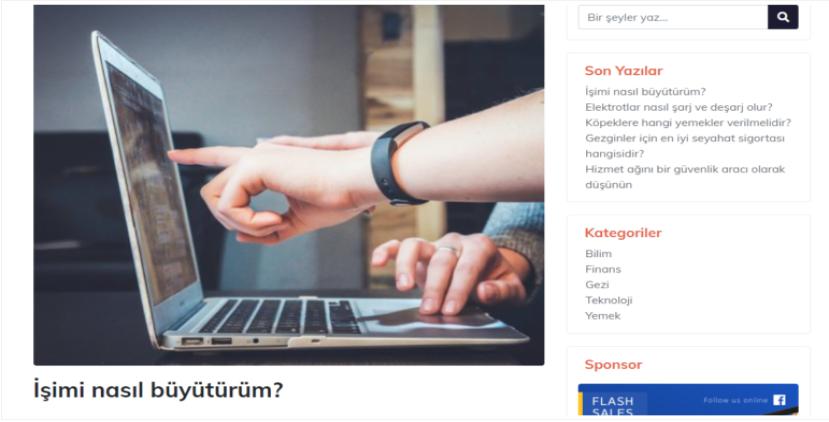 Bir şeyler yaz...
Son Yazılar
İşimi nasıl büyütürüm?
Elektrotlar nasıl şarj ve deşarj olur?
Köpeklere hangi yemekler verilmelidir?
Gezginler için en iyi seyahat sigortası
hangisidir?
Hizmet ağını bir güvenlik aracı olarak
düşünün
Kategoriler
Bilim
Finans
Gezi
Teknoloji
Yemek
Sponsor
FLASH
SALES
Follow us online
İşimi nasıl büyütürüm?